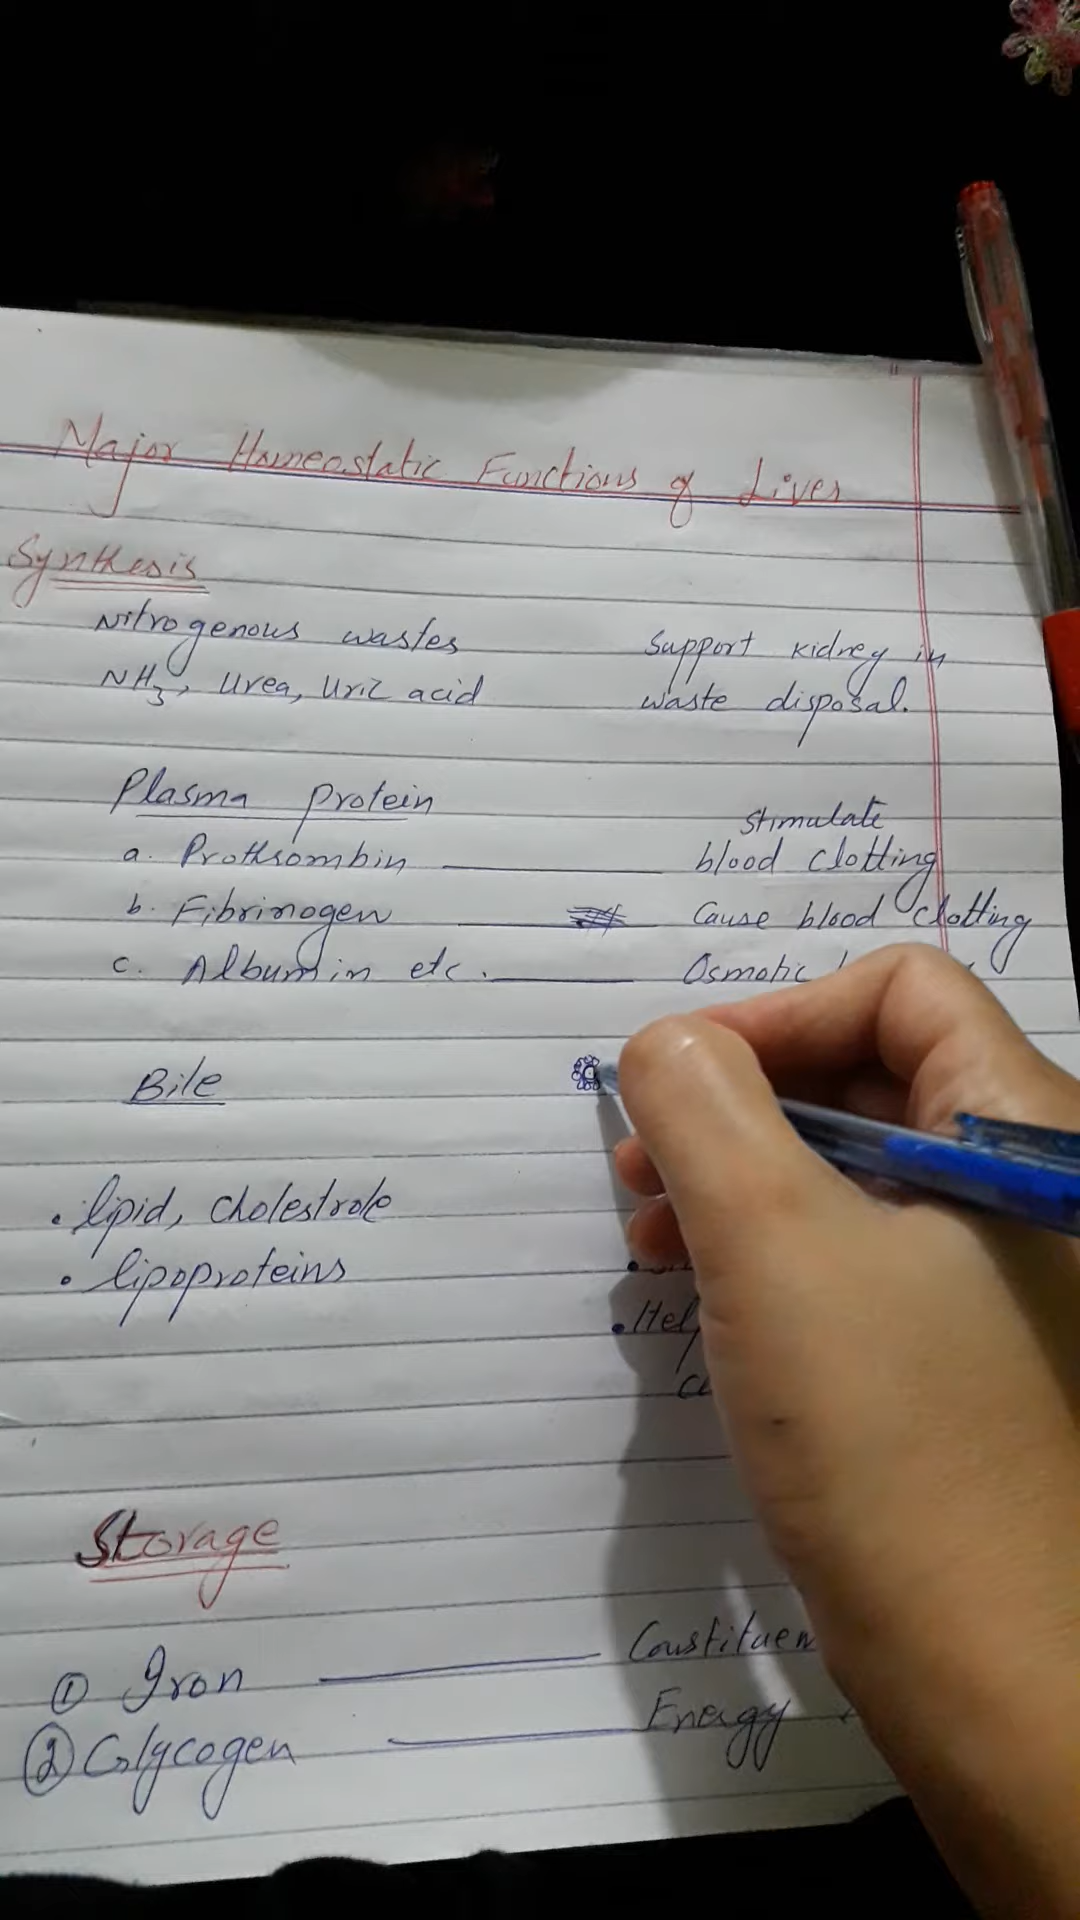 Major Homeostatic Functions of Liver
Synthesis
Nitrogenous wastes
NH3, Urea, Uric acid
Support kidney in
waste disposal.
Plasma protein
a. Prothrombin
stimulate
blood clotting
b. Fibrinogen
Cause blood clotting
c. Albumin etc.
Osmotic
Bile
• lipid, cholestrole
• lipoproteins
• Hel
Storage
① Iron
Constituen
② Glycogen
Energy